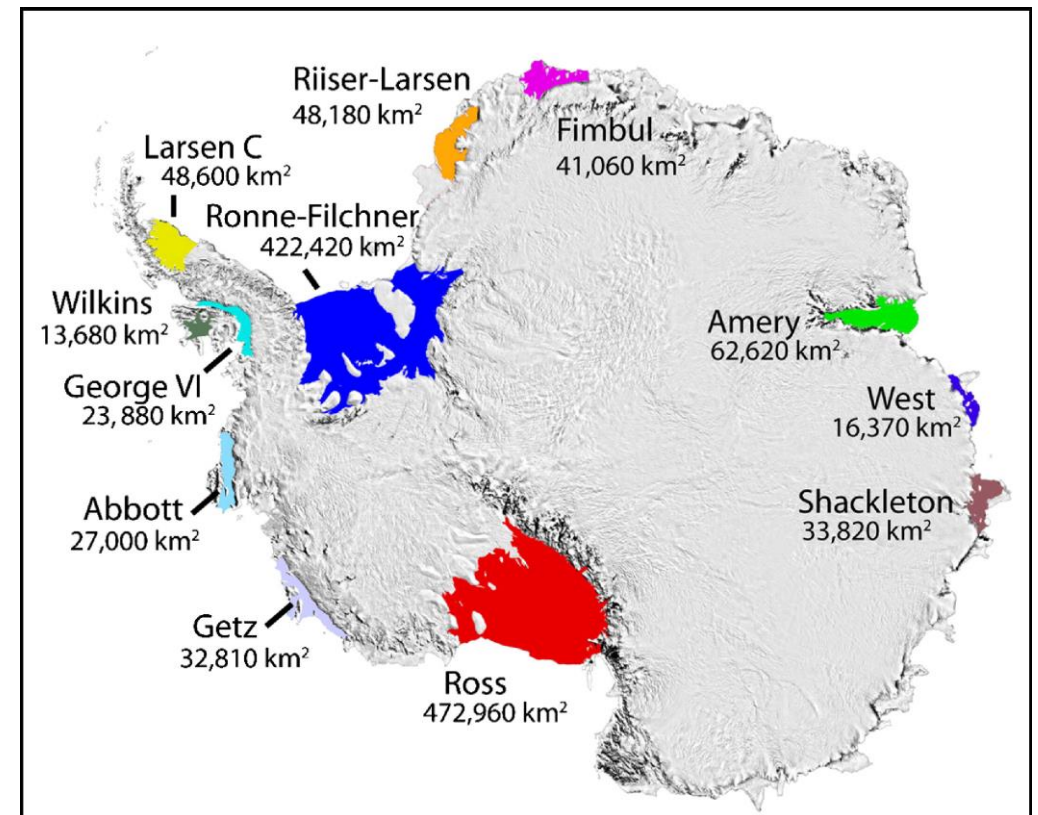 Riiser-Larsen
48,180 km²
Fimbul
41,060 km²
Larsen C
48,600 km²
Ronne-Filchner
422,420 km²
Wilkins
13,680 km²
George VI
23,880 km²
Amery
62,620 km²
West
16,370 km²
Abbott
27,000 km²
Shackleton
33,820 km²
Getz
32,810 km²
Ross
472,960 km²